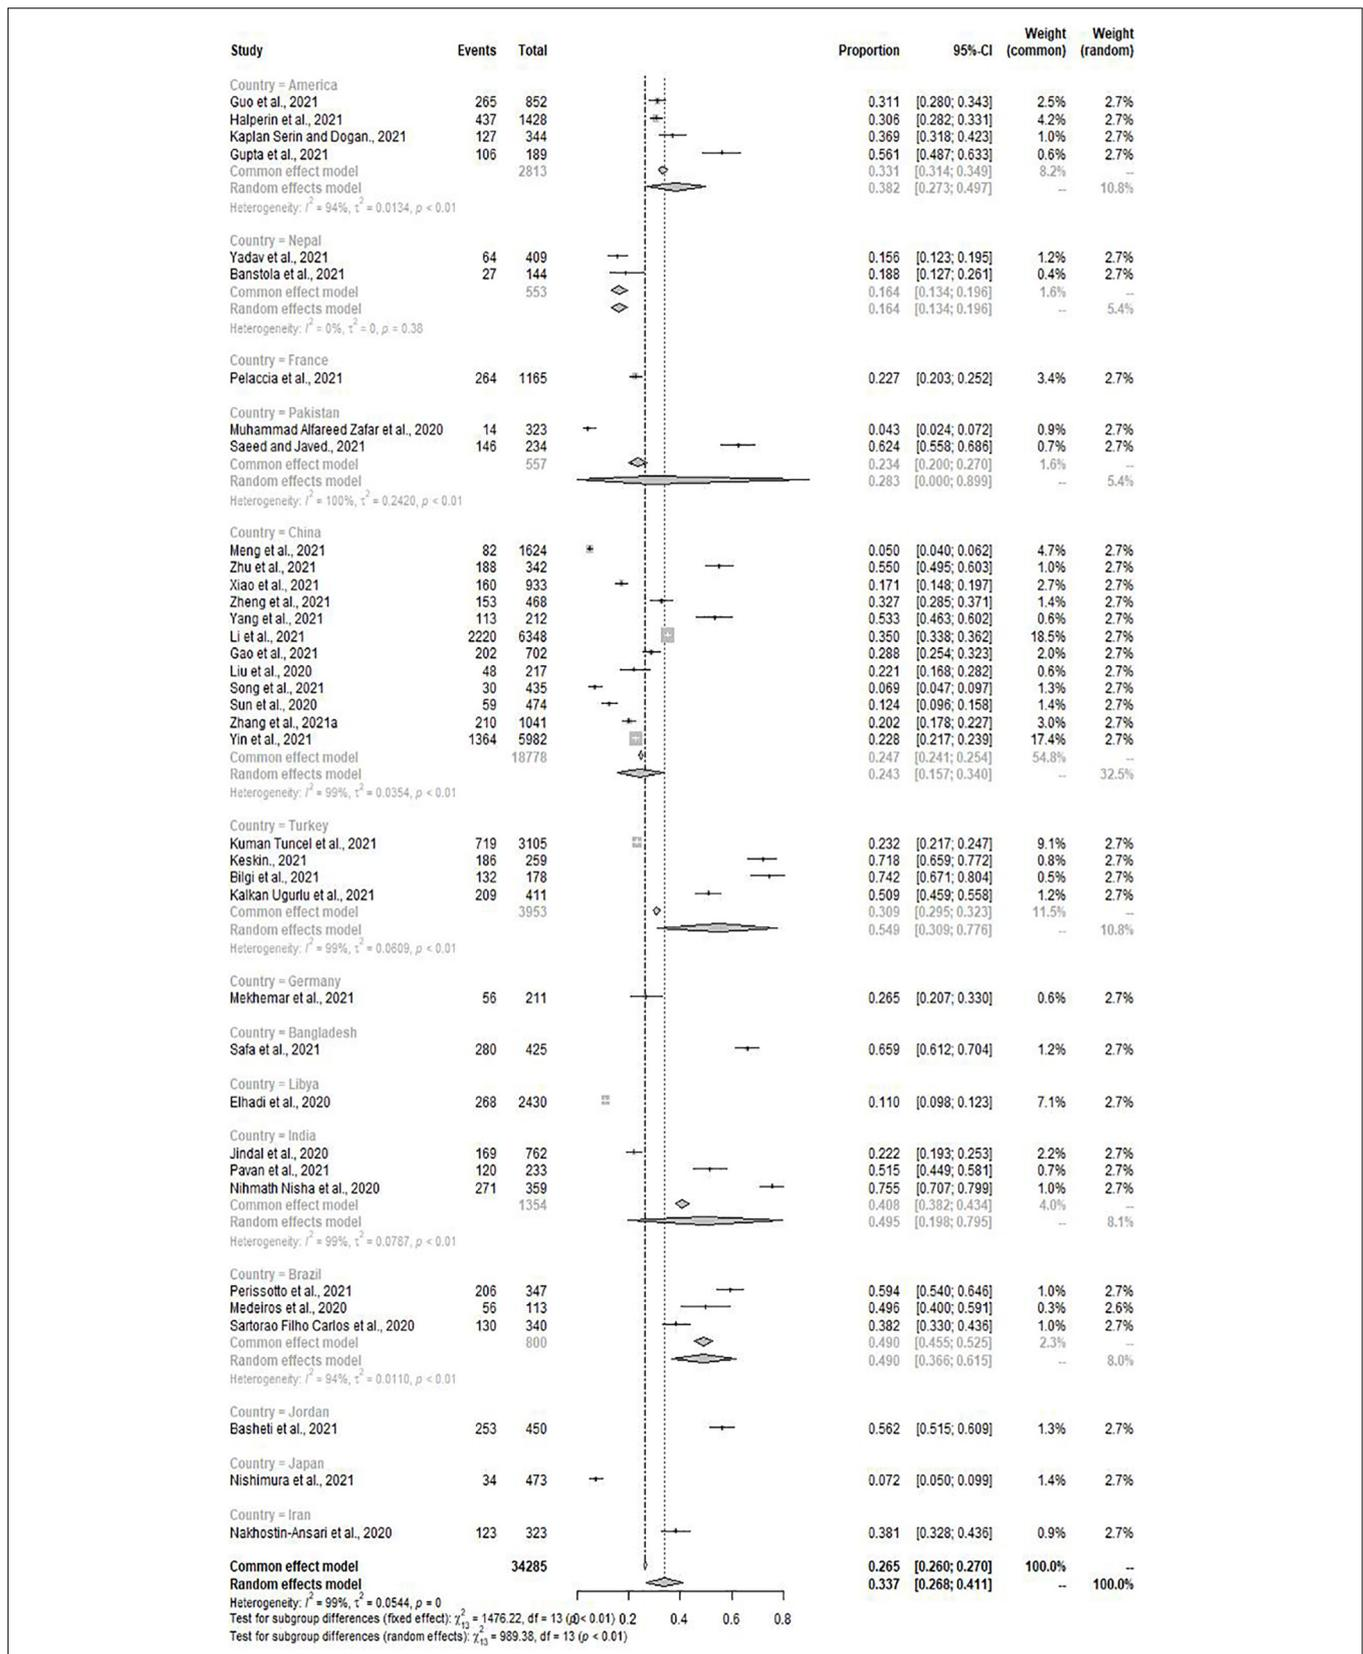 Study Events Total Proportion 95%-CI Weight (common) Weight (random)
Country = America
Guo et al., 2021 265 852 0.311 [0.280; 0.343] 2.5% 2.7%
Halperin et al., 2021 437 1428 0.306 [0.282; 0.331] 4.2% 2.7%
Kaplan Serin and Dogan., 2021 127 344 0.369 [0.318; 0.423] 1.0% 2.7%
Gupta et al., 2021 106 189 0.561 [0.487; 0.633] 0.6% 2.7%
Common effect model 2813 0.331 [0.314; 0.349] 8.2% --
Random effects model 0.382 [0.273; 0.497] -- 10.8%
Heterogeneity: I² = 94%, τ² = 0.0134, p < 0.01
Country = Nepal
Yadav et al., 2021 64 409 0.156 [0.123; 0.195] 1.2% 2.7%
Banstola et al., 2021 27 144 0.188 [0.127; 0.261] 0.4% 2.7%
Common effect model 553 0.164 [0.134; 0.196] 1.6% --
Random effects model 0.164 [0.134; 0.196] -- 5.4%
Heterogeneity: I² = 0%, τ² = 0, p = 0.38
Country = France
Pelaccia et al., 2021 264 1165 0.227 [0.203; 0.252] 3.4% 2.7%
Country = Pakistan
Muhammad Alfareed Zafar et al., 2020 14 323 0.043 [0.024; 0.072] 0.9% 2.7%
Saeed and Javed., 2021 146 234 0.624 [0.558; 0.686] 0.7% 2.7%
Common effect model 557 0.234 [0.200; 0.270] 1.6% --
Random effects model 0.283 [0.000; 0.899] -- 5.4%
Heterogeneity: I² = 100%, τ² = 0.2420, p < 0.01
Country = China
Meng et al., 2021 82 1624 0.050 [0.040; 0.062] 4.7% 2.7%
Zhu et al., 2021 188 342 0.550 [0.495; 0.603] 1.0% 2.7%
Xiao et al., 2021 160 933 0.171 [0.148; 0.197] 2.7% 2.7%
Zheng et al., 2021 153 468 0.327 [0.285; 0.371] 1.4% 2.7%
Yang et al., 2021 113 212 0.533 [0.463; 0.602] 0.6% 2.7%
Li et al., 2021 2220 6348 0.350 [0.338; 0.362] 18.5% 2.7%
Gao et al., 2021 202 702 0.288 [0.254; 0.323] 2.0% 2.7%
Liu et al., 2020 48 217 0.221 [0.168; 0.282] 0.6% 2.7%
Song et al., 2021 30 435 0.069 [0.047; 0.097] 1.3% 2.7%
Sun et al., 2020 59 474 0.124 [0.096; 0.158] 1.4% 2.7%
Zhang et al., 2021a 210 1041 0.202 [0.178; 0.227] 3.0% 2.7%
Yin et al., 2021 1364 5982 0.228 [0.217; 0.239] 17.4% 2.7%
Common effect model 18778 0.247 [0.241; 0.254] 54.8% --
Random effects model 0.243 [0.157; 0.340] -- 32.5%
Heterogeneity: I² = 99%, τ² = 0.0354, p < 0.01
Country = Turkey
Kuman Tuncel et al., 2021 719 3105 0.232 [0.217; 0.247] 9.1% 2.7%
Keskin., 2021 186 259 0.718 [0.659; 0.772] 0.8% 2.7%
Bilgi et al., 2021 132 178 0.742 [0.671; 0.804] 0.5% 2.7%
Kalkan Ugurlu et al., 2021 209 411 0.509 [0.459; 0.558] 1.2% 2.7%
Common effect model 3953 0.309 [0.295; 0.323] 11.5% --
Random effects model 0.549 [0.309; 0.776] -- 10.8%
Heterogeneity: I² = 99%, τ² = 0.0609, p < 0.01
Country = Germany
Mekhemar et al., 2021 56 211 0.265 [0.207; 0.330] 0.6% 2.7%
Country = Bangladesh
Safa et al., 2021 280 425 0.659 [0.612; 0.704] 1.2% 2.7%
Country = Libya
Elhadi et al., 2020 268 2430 0.110 [0.098; 0.123] 7.1% 2.7%
Country = India
Jindal et al., 2020 169 762 0.222 [0.193; 0.253] 2.2% 2.7%
Pavan et al., 2021 120 233 0.515 [0.449; 0.581] 0.7% 2.7%
Nihmath Nisha et al., 2020 271 359 0.755 [0.707; 0.799] 1.0% 2.7%
Common effect model 1354 0.408 [0.382; 0.434] 4.0% --
Random effects model 0.495 [0.198; 0.795] -- 8.1%
Heterogeneity: I² = 99%, τ² = 0.0787, p < 0.01
Country = Brazil
Perissotto et al., 2021 206 347 0.594 [0.540; 0.646] 1.0% 2.7%
Medeiros et al., 2020 56 113 0.496 [0.400; 0.591] 0.3% 2.6%
Sartorao Filho Carlos et al., 2020 130 340 0.382 [0.330; 0.436] 1.0% 2.7%
Common effect model 800 0.490 [0.455; 0.525] 2.3% --
Random effects model 0.490 [0.366; 0.615] -- 8.0%
Heterogeneity: I² = 94%, τ² = 0.0110, p < 0.01
Country = Jordan
Basheti et al., 2021 253 450 0.562 [0.515; 0.609] 1.3% 2.7%
Country = Japan
Nishimura et al., 2021 34 473 0.072 [0.050; 0.099] 1.4% 2.7%
Country = Iran
Nakhostin-Ansari et al., 2020 123 323 0.381 [0.328; 0.436] 0.9% 2.7%
Common effect model 34285 0.265 [0.260; 0.270] 100.0% --
Random effects model 0.337 [0.268; 0.411] -- 100.0%
Heterogeneity: I² = 99%, τ² = 0.0544, p = 0
Test for subgroup differences (fixed effect): χ²₁₃ = 1476.22, df = 13 (p < 0.01) 0 0.2 0.4 0.6 0.8
Test for subgroup differences (random effects): χ²₁₃ = 989.38, df = 13 (p < 0.01)